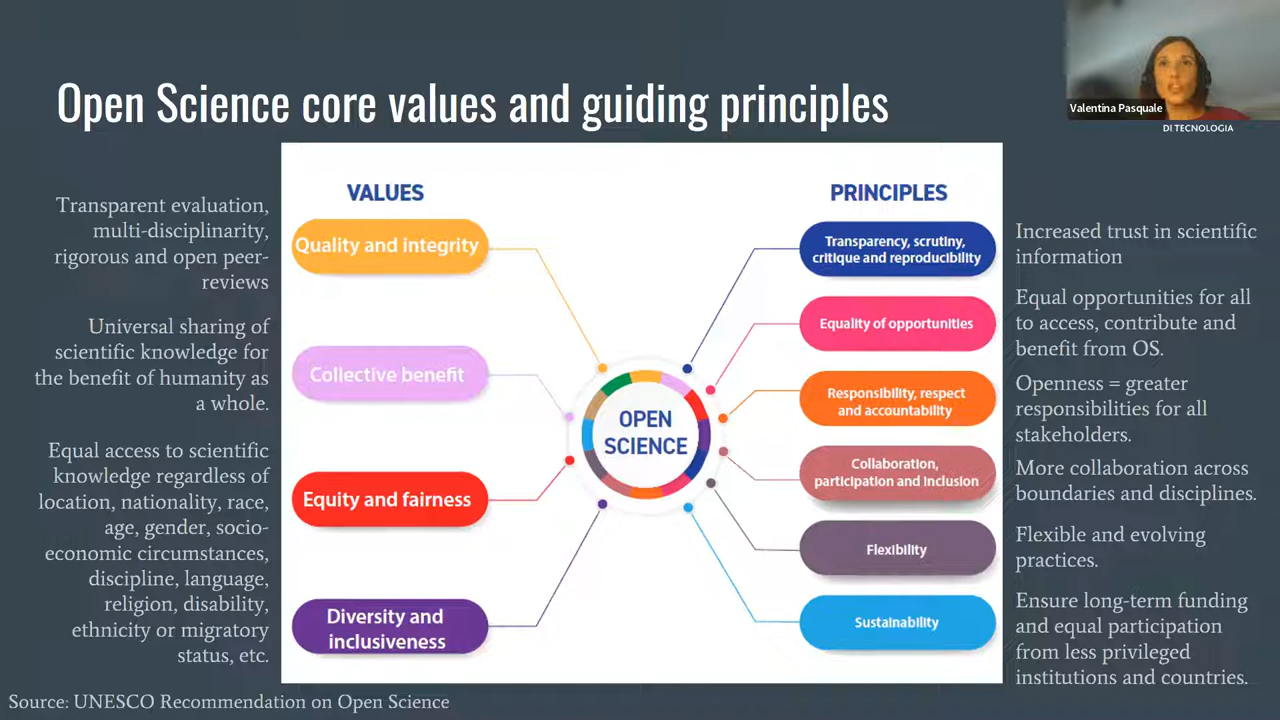 Open Science core values and guiding principles
Valentina Pasquale
DI TECNOLOGIA
Transparent evaluation,
multi-disciplinarity,
rigorous and open peer-
reviews
Universal sharing of
scientific knowledge for
the benefit of humanity as
a whole.
Equal access to scientific
knowledge regardless of
location, nationality, race,
age, gender, socio-
economic circumstances,
discipline, language,
religion, disability,
ethnicity or migratory
status, etc.
VALUES
Quality and integrity
Collective benefit
Equity and fairness
Diversity and
inclusiveness
OPEN
SCIENCE
PRINCIPLES
Transparency, scrutiny,
critique and reproducibility
Equality of opportunities
Responsibility, respect
and accountability
Collaboration,
participation and inclusion
Flexibility
Sustainability
Increased trust in scientific
information
Equal opportunities for all
to access, contribute and
benefit from OS.
Openness = greater
responsibilities for all
stakeholders.
More collaboration across
boundaries and disciplines.
Flexible and evolving
practices.
Ensure long-term funding
and equal participation
from less privileged
institutions and countries.
Source: UNESCO Recommendation on Open Science